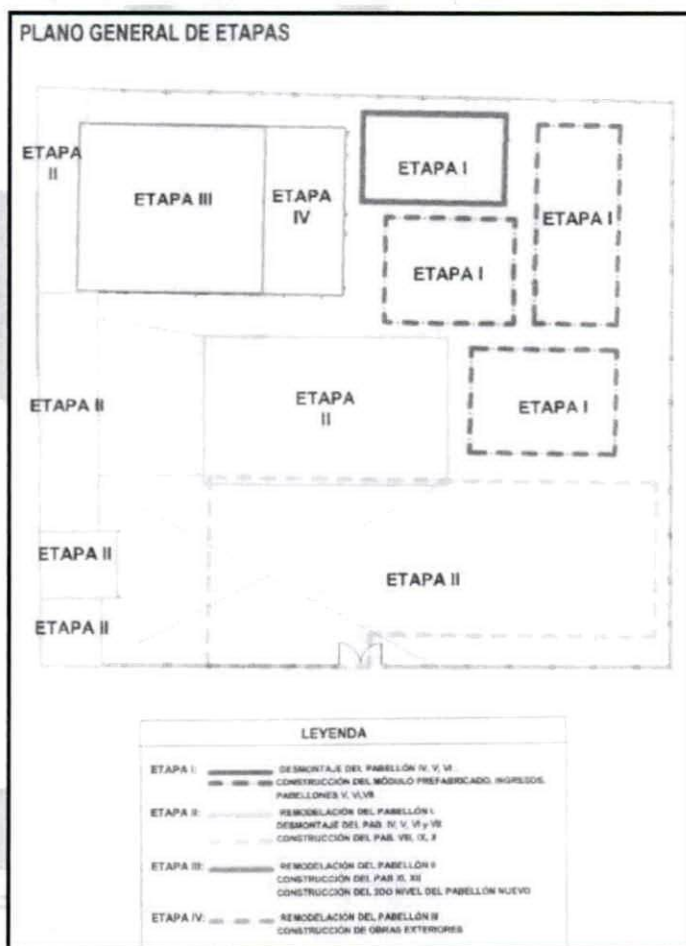 PLANO GENERAL DE ETAPAS
ETAPA
II
ETAPA III
ETAPA
IV
ETAPA I
ETAPA I
ETAPA I
ETAPA II
ETAPA
II
ETAPA I
ETAPA II
ETAPA II
ETAPA II
LEYENDA
ETAPA I: DESMONTAJE DEL PABELLÓN IV, V, VI
CONSTRUCCIÓN DEL MÓDULO PREFABRICADO, INGRESOS,
PABELLONES V, VI, VII
ETAPA II: REMODELACIÓN DEL PABELLÓN I.
DESMONTAJE DEL PAB. IV, V, VI y VII
CONSTRUCCIÓN DEL PAB. VIII, IX, X
ETAPA III: REMODELACIÓN DEL PABELLÓN II
CONSTRUCCIÓN DEL PAB XI, XII
CONSTRUCCIÓN DEL 2DO NIVEL DEL PABELLÓN NUEVO
ETAPA IV: REMODELACIÓN DEL PABELLÓN III
CONSTRUCCIÓN DE OBRAS EXTERIORES